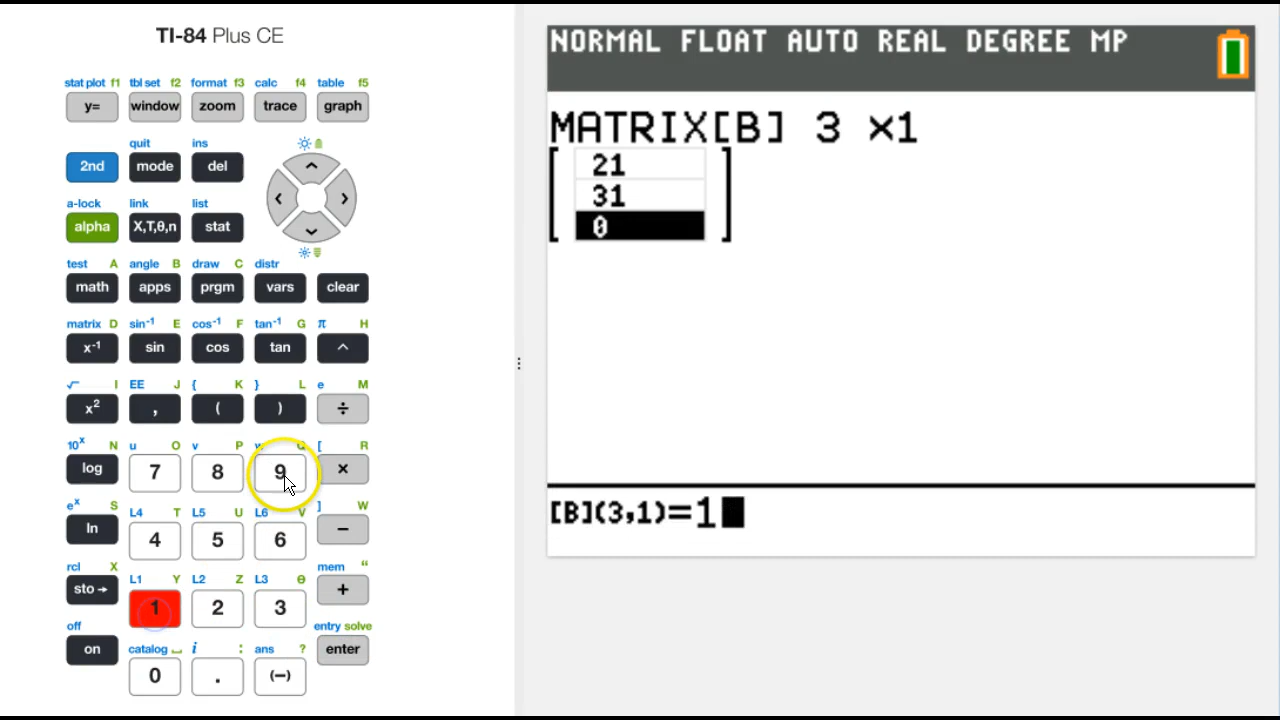 TI-84 Plus CE
stat plot f1 tbl set f2 format f3 calc f4 table f5
y= window zoom trace graph
quit ins
2nd mode del
a-lock link list
alpha X,T,θ,n stat
test A angle B draw C distr
math apps prgm vars clear
matrix D sin⁻¹ E cos⁻¹ F tan⁻¹ G π H
x⁻¹ sin cos tan ^
√ I EE J { K } L e M
x² , ( ) ÷
10ˣ N u O v P w Q [ R
log 7 8 9 ×
eˣ S L4 T L5 U L6 V ] W
ln 4 5 6 −
rcl X L1 Y L2 Z L3 θ mem “
sto→ 1 2 3 +
off catalog ⎵ i : ans ? entry solve
on 0 . (−) enter
NORMAL FLOAT AUTO REAL DEGREE MP
MATRIX[B] 3 ×1
[ 21 ]
31
0
[B](3,1)=1